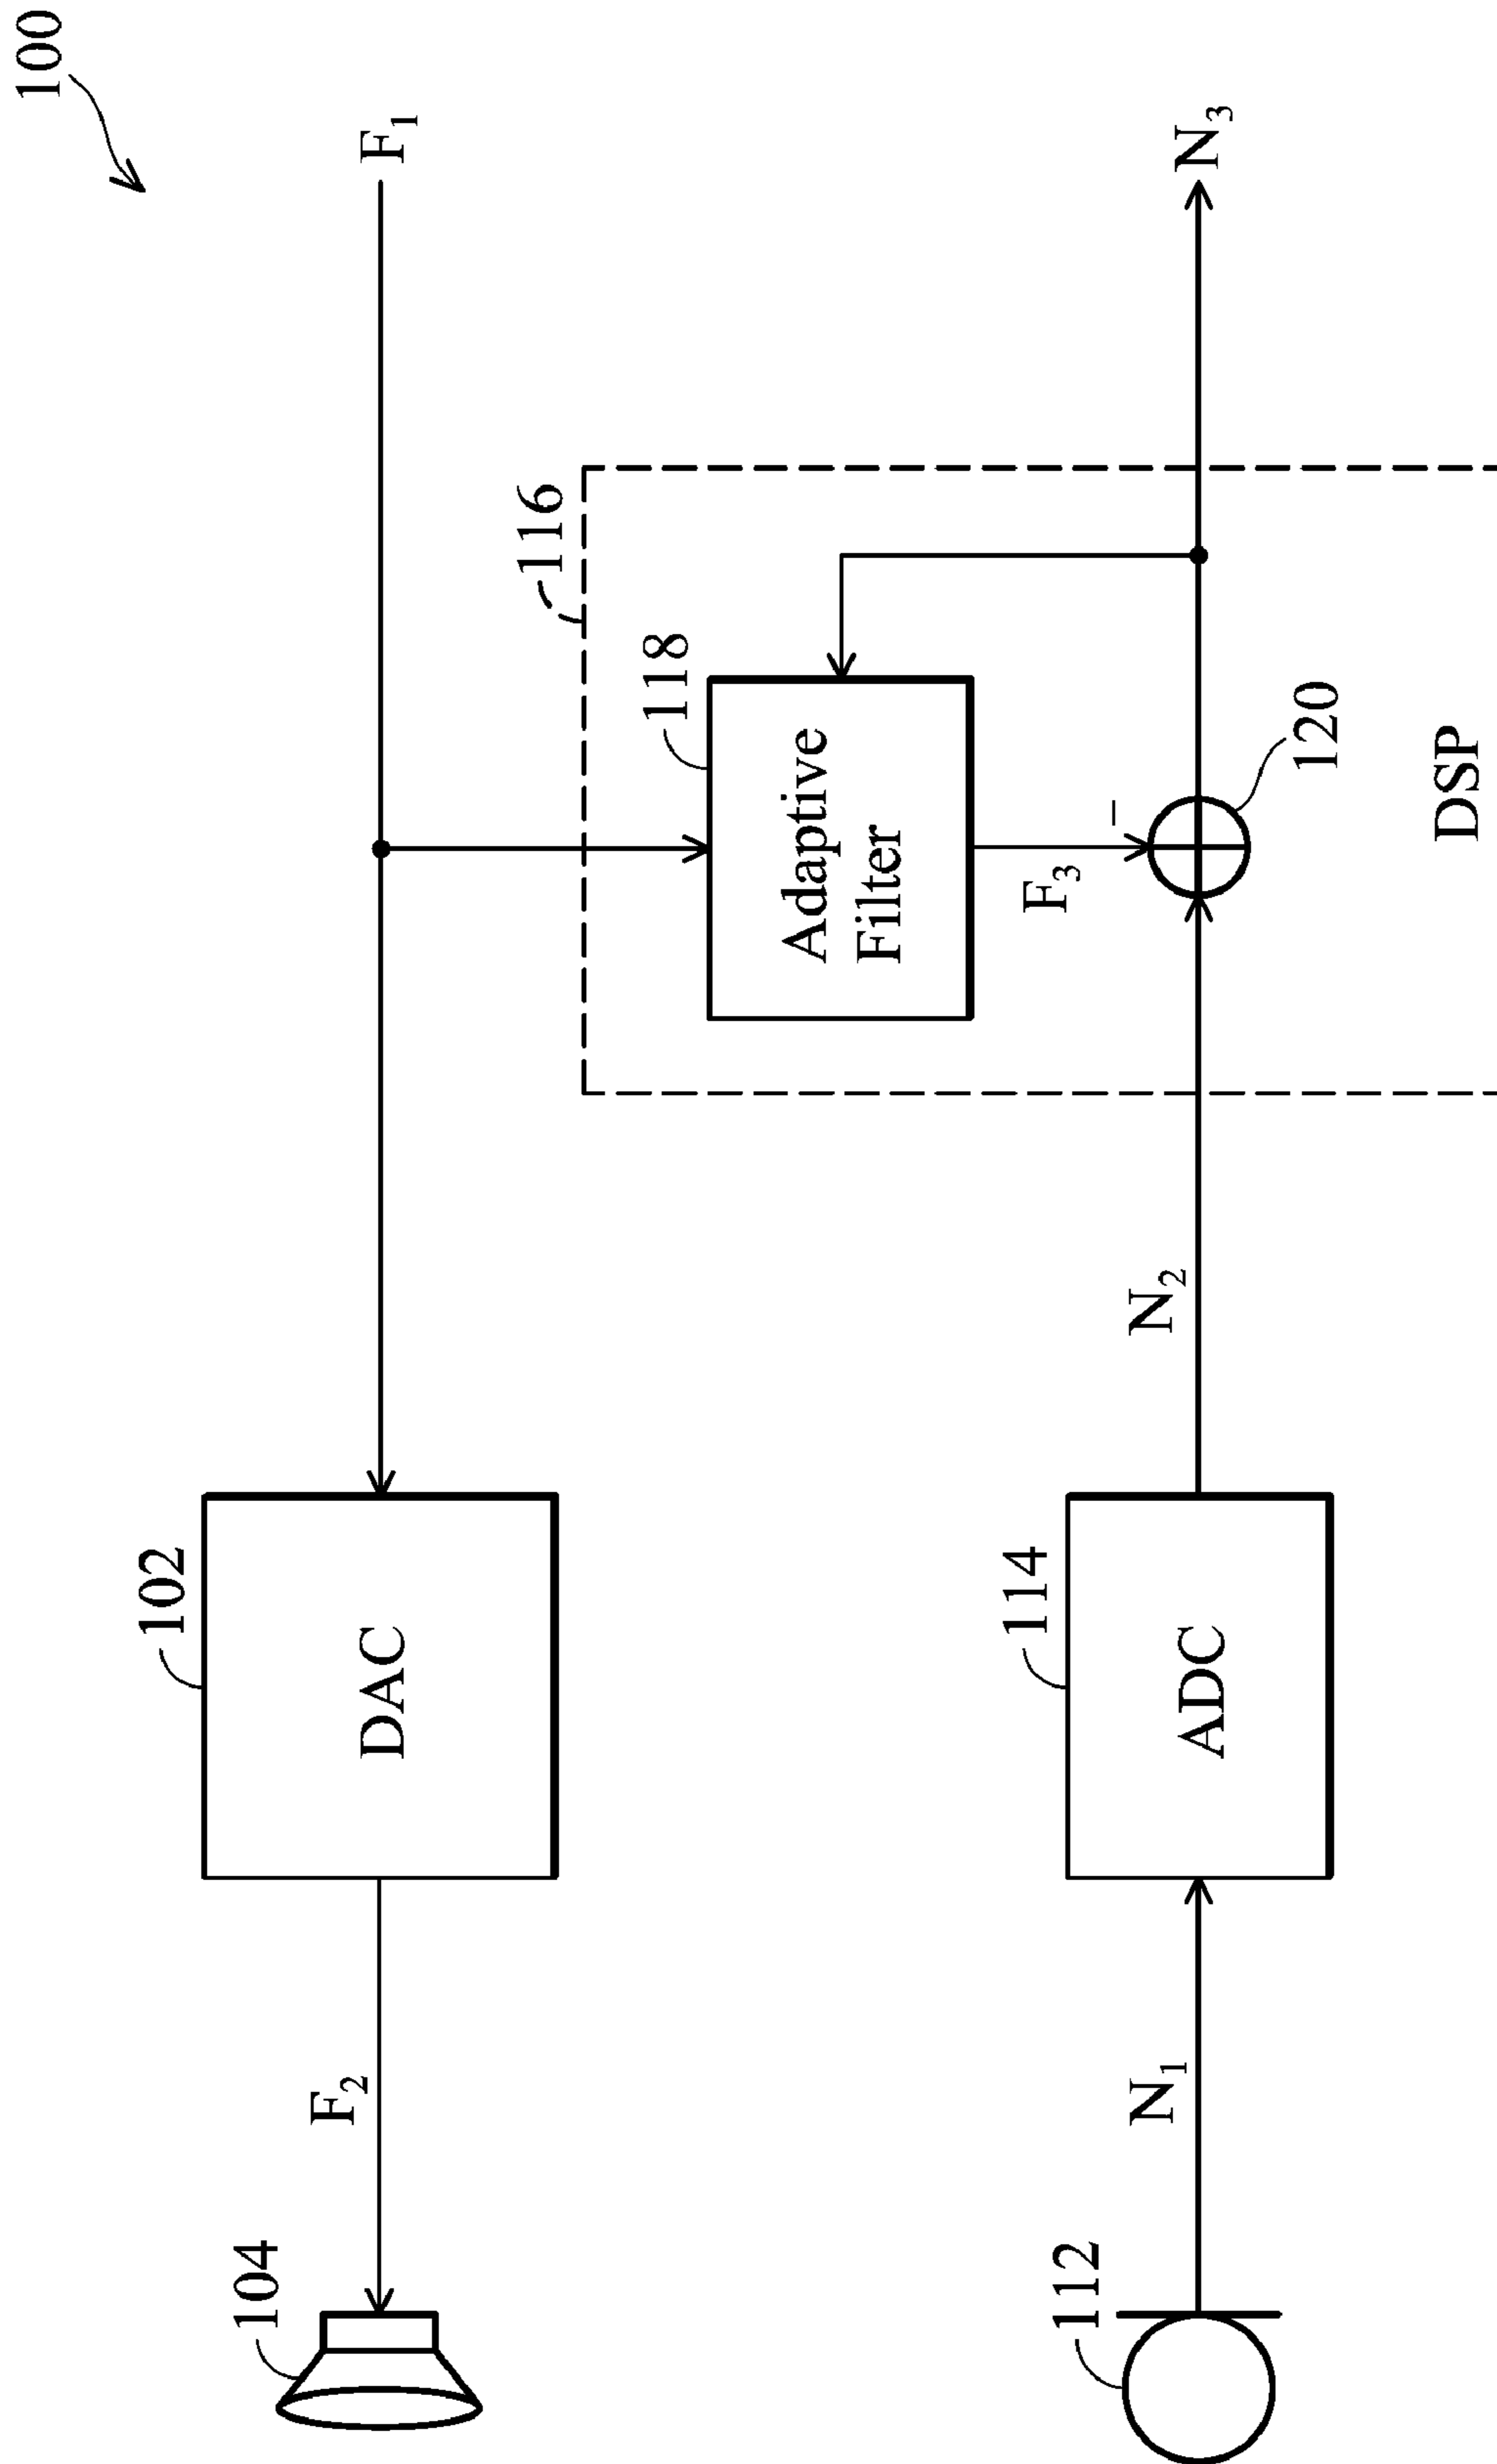 100
104
F2
102
DAC
F1
116
118
Adaptive
Filter
F3
−
112
N1
114
ADC
N2
120
N3
DSP